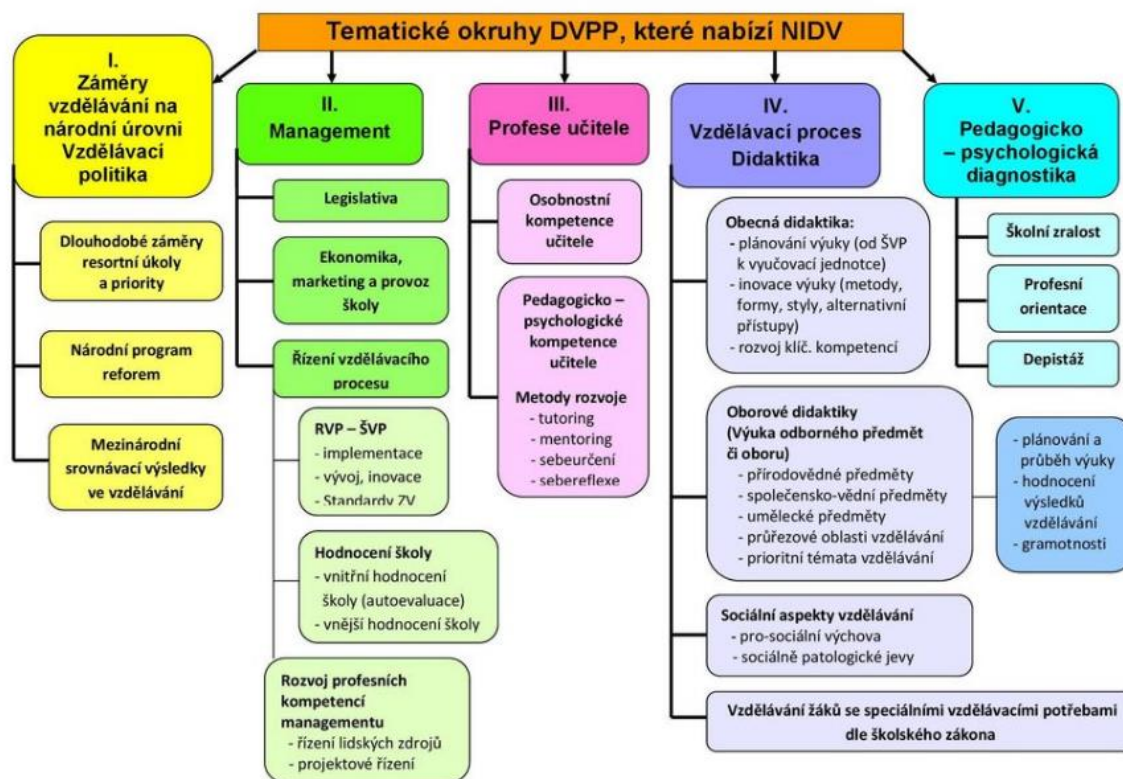 Tematické okruhy DVPP, které nabízí NIDV
I.
Záměry
vzdělávání na
národní úrovni
Vzdělávací
politika
Dlouhodobé záměry
resortní úkoly
a priority
Národní program
reforem
Mezinárodní
srovnávací výsledky
ve vzdělávání
II.
Management
Legislativa
Ekonomika,
marketing a provoz
školy
Řízení vzdělávacího
procesu
RVP – ŠVP
- implementace
- vývoj, inovace
- Standardy ZV
Hodnocení školy
- vnitřní hodnocení
školy (autoevaluace)
- vnější hodnocení školy
Rozvoj profesních
kompetencí
managementu
- řízení lidských zdrojů
- projektové řízení
III.
Profese učitele
Osobnostní
kompetence
učitele
Pedagogicko –
psychologické
kompetence
učitele
Metody rozvoje
- tutoring
- mentoring
- sebeurčení
- sebereflexe
IV.
Vzdělávací proces
Didaktika
Obecná didaktika:
- plánování výuky (od ŠVP
k vyučovací jednotce)
- inovace výuky (metody,
formy, styly, alternativní
přístupy)
- rozvoj klíč. kompetencí
Oborové didaktiky
(Výuka odborného předmět
či oboru)
- přírodovědné předměty
- společensko-vědní předměty
- umělecké předměty
- průřezové oblasti vzdělávání
- prioritní témata vzdělávání
- plánování a
průběh výuky
- hodnocení
výsledků
vzdělávání
- gramotnosti
Sociální aspekty vzdělávání
- pro-sociální výchova
- sociálně patologické jevy
Vzdělávání žáků se speciálními vzdělávacími potřebami
dle školského zákona
V.
Pedagogicko
– psychologická
diagnostika
Školní zralost
Profesní
orientace
Depistáž